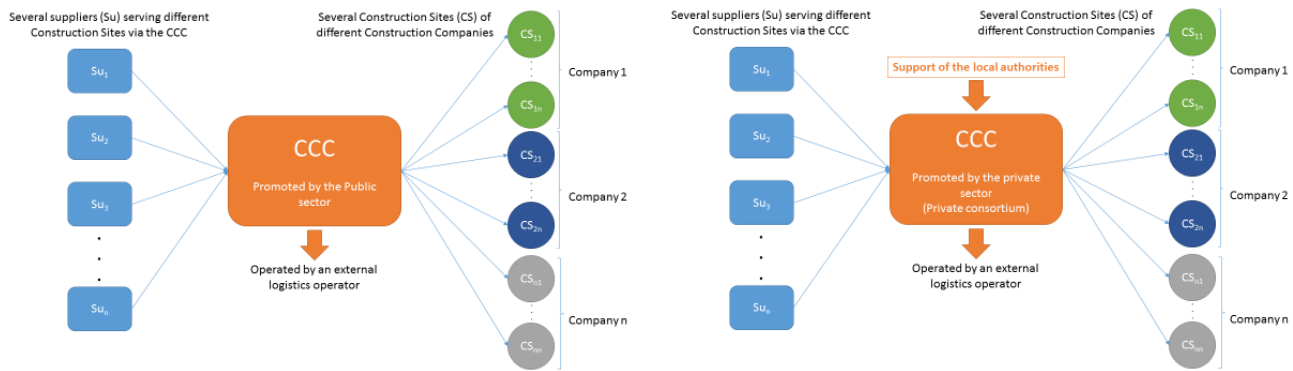 Several suppliers (Su) serving different
Construction Sites via the CCC
Several Construction Sites (CS) of
different Construction Companies
Su1
Su2
Su3
Sun
CCC
Promoted by the Public
sector
Operated by an external
logistics operator
CS11
CS1n
CS21
CS2n
CSn1
CSnn
Company 1
Company 2
Company n
Several suppliers (Su) serving different
Construction Sites via the CCC
Several Construction Sites (CS) of
different Construction Companies
Support of the local authorities
Su1
Su2
Su3
Sun
CCC
Promoted by the private
sector
(Private consortium)
Operated by an external
logistics operator
CS11
CS1n
CS21
CS2n
CSn1
CSnn
Company 1
Company 2
Company n